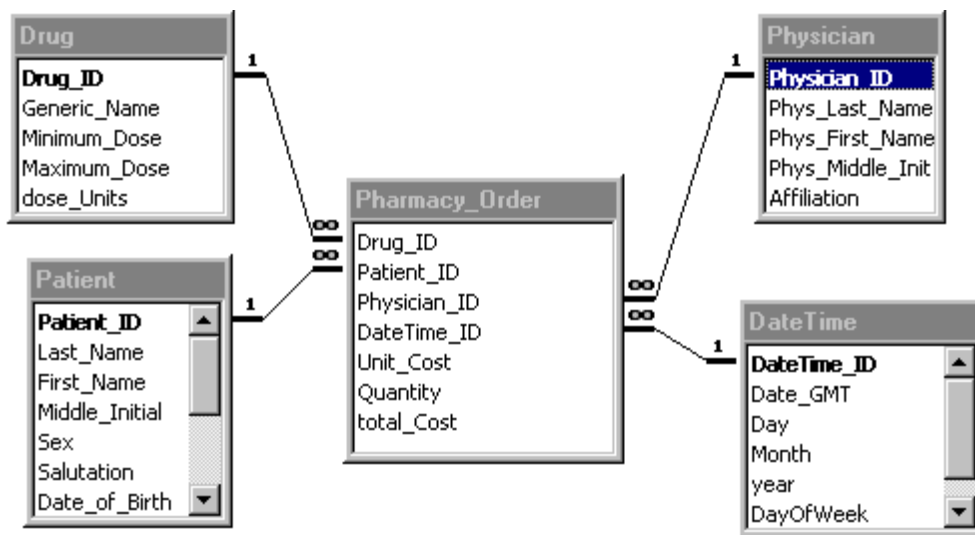 Drug
Drug_ID
Generic_Name
Minimum_Dose
Maximum_Dose
dose_Units
1
∞
Patient
Patient_ID
Last_Name
First_Name
Middle_Initial
Sex
Salutation
Date_of_Birth
1
∞
Pharmacy_Order
Drug_ID
Patient_ID
Physician_ID
DateTime_ID
Unit_Cost
Quantity
total_Cost
Physician
Physician_ID
Phys_Last_Name
Phys_First_Name
Phys_Middle_Init
Affiliation
1
∞
DateTime
DateTime_ID
Date_GMT
Day
Month
year
DayOfWeek
1
∞